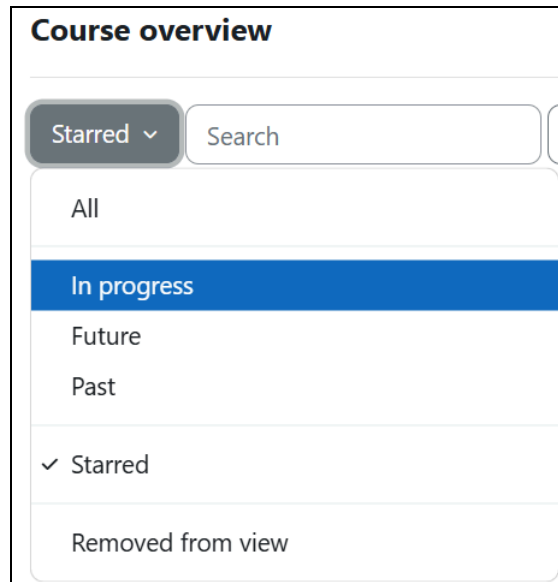 Course overview
Starred
Search
All
In progress
Future
Past
Starred
Removed from view